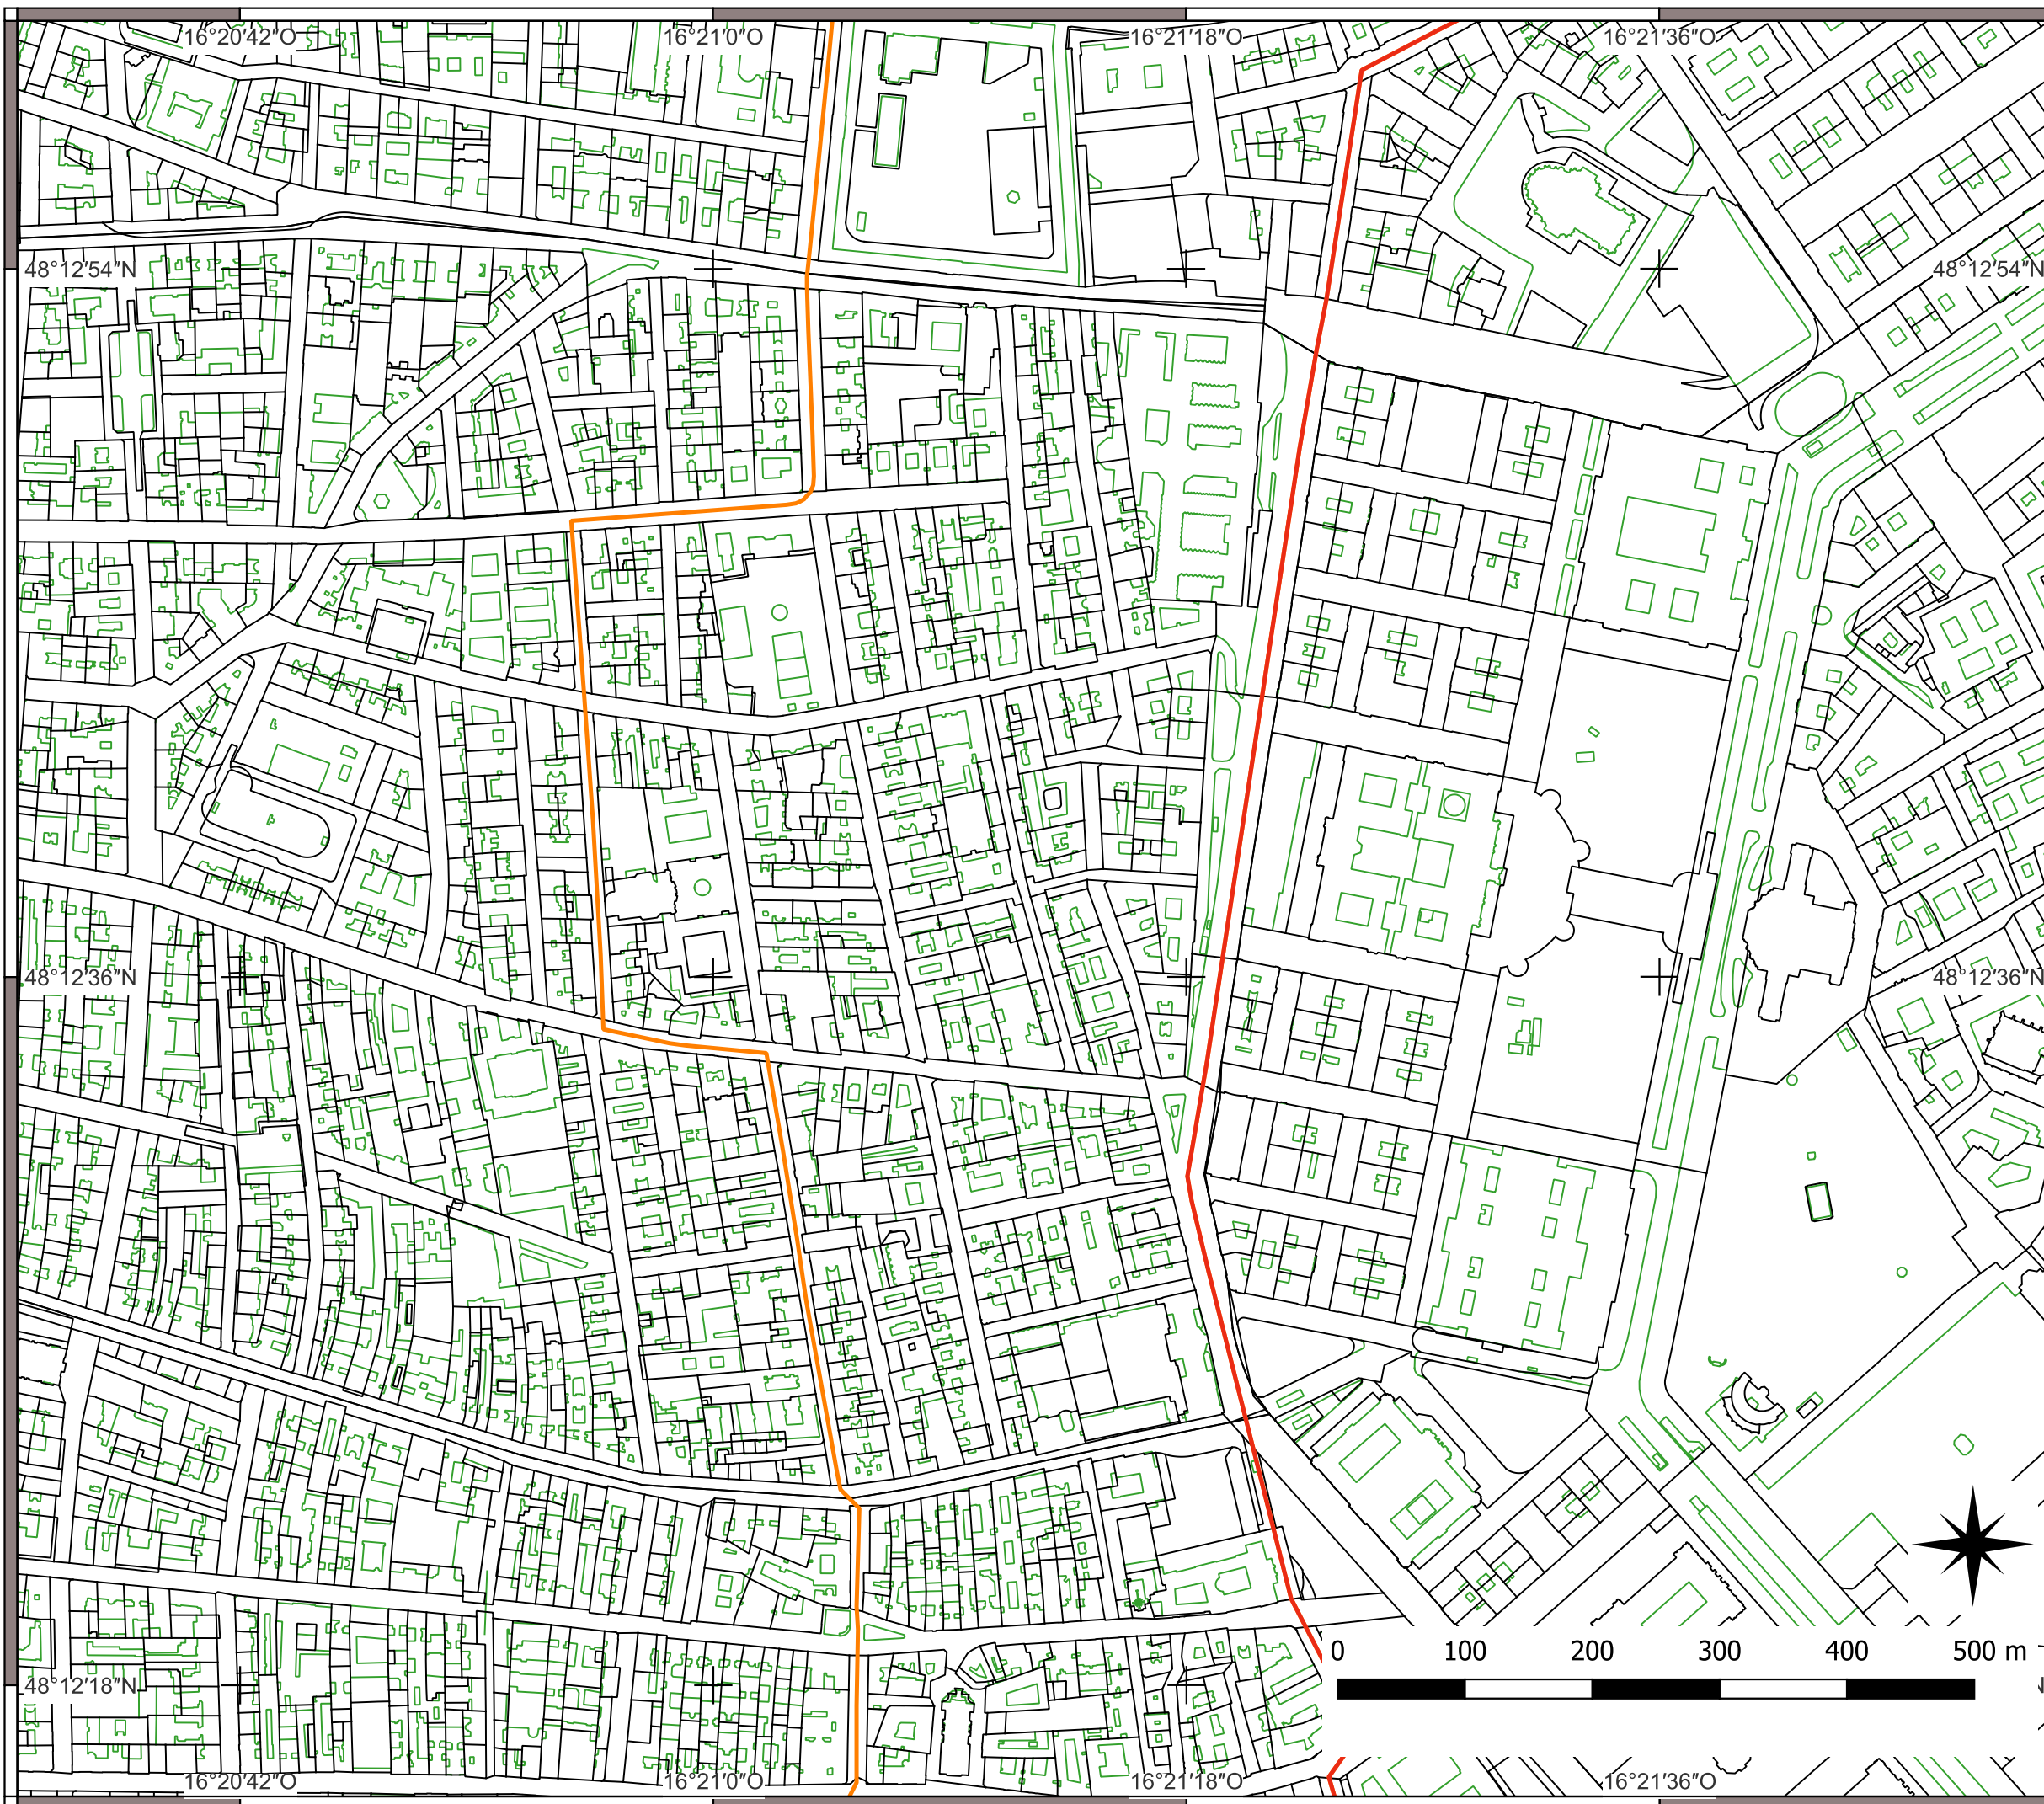 16°20′42″O 16°21′0″O 16°21′18″O 16°21′36″O
48°12′54″N 48°12′54″N
48°12′36″N 48°12′36″N
0 100 200 300 400 500 m
48°12′18″N
16°20′42″O 16°21′0″O 16°21′18″O 16°21′36″O